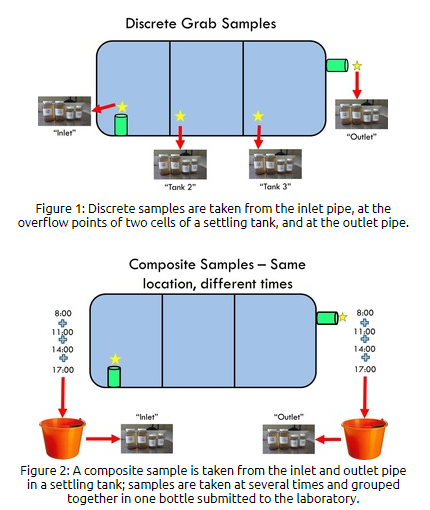 Discrete Grab Samples
"Inlet"
"Outlet"
"Tank 2"
"Tank 3"
Figure 1: Discrete samples are taken from the inlet pipe, at the
overflow points of two cells of a settling tank, and at the outlet pipe.
Composite Samples – Same
location, different times
8:00
11:00
14:00
17:00
8:00
11:00
14:00
17:00
"Inlet"
"Outlet"
Figure 2: A composite sample is taken from the inlet and outlet pipe
in a settling tank; samples are taken at several times and grouped
together in one bottle submitted to the laboratory.